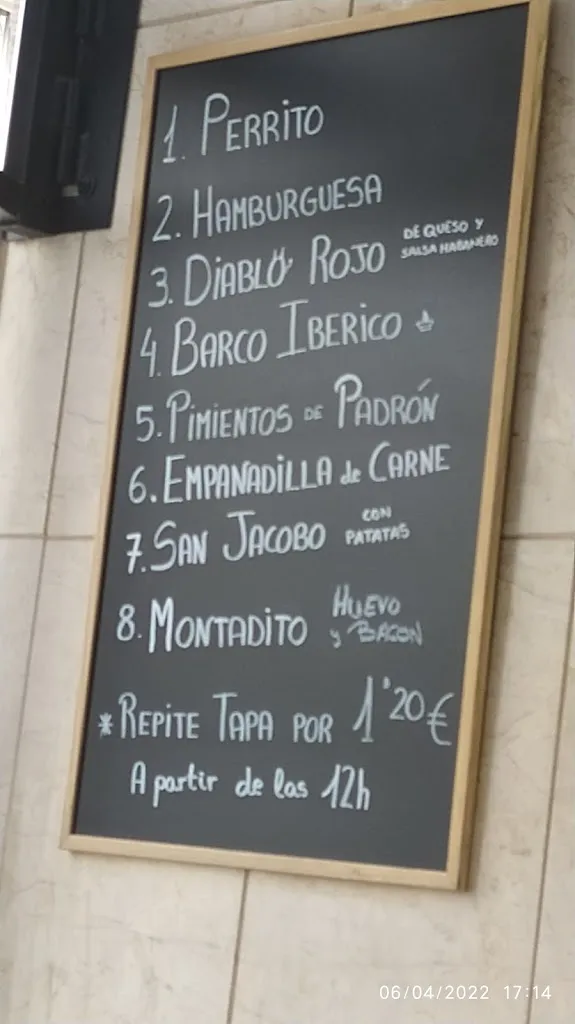 1. PERRITO
2. HAMBURGUESA
3. DIABLO ROJO DE QUESO Y SALSA HABANERO
4. BARCO IBERICO
5. PIMIENTOS DE PADRÓN
6. EMPANADILLA de CARNE
7. SAN JACOBO CON PATATAS
8. MONTADITO HUEVO y BACON
* REPITE TAPA POR 1'20€
A partir de las 12h
06/04/2022 17:14